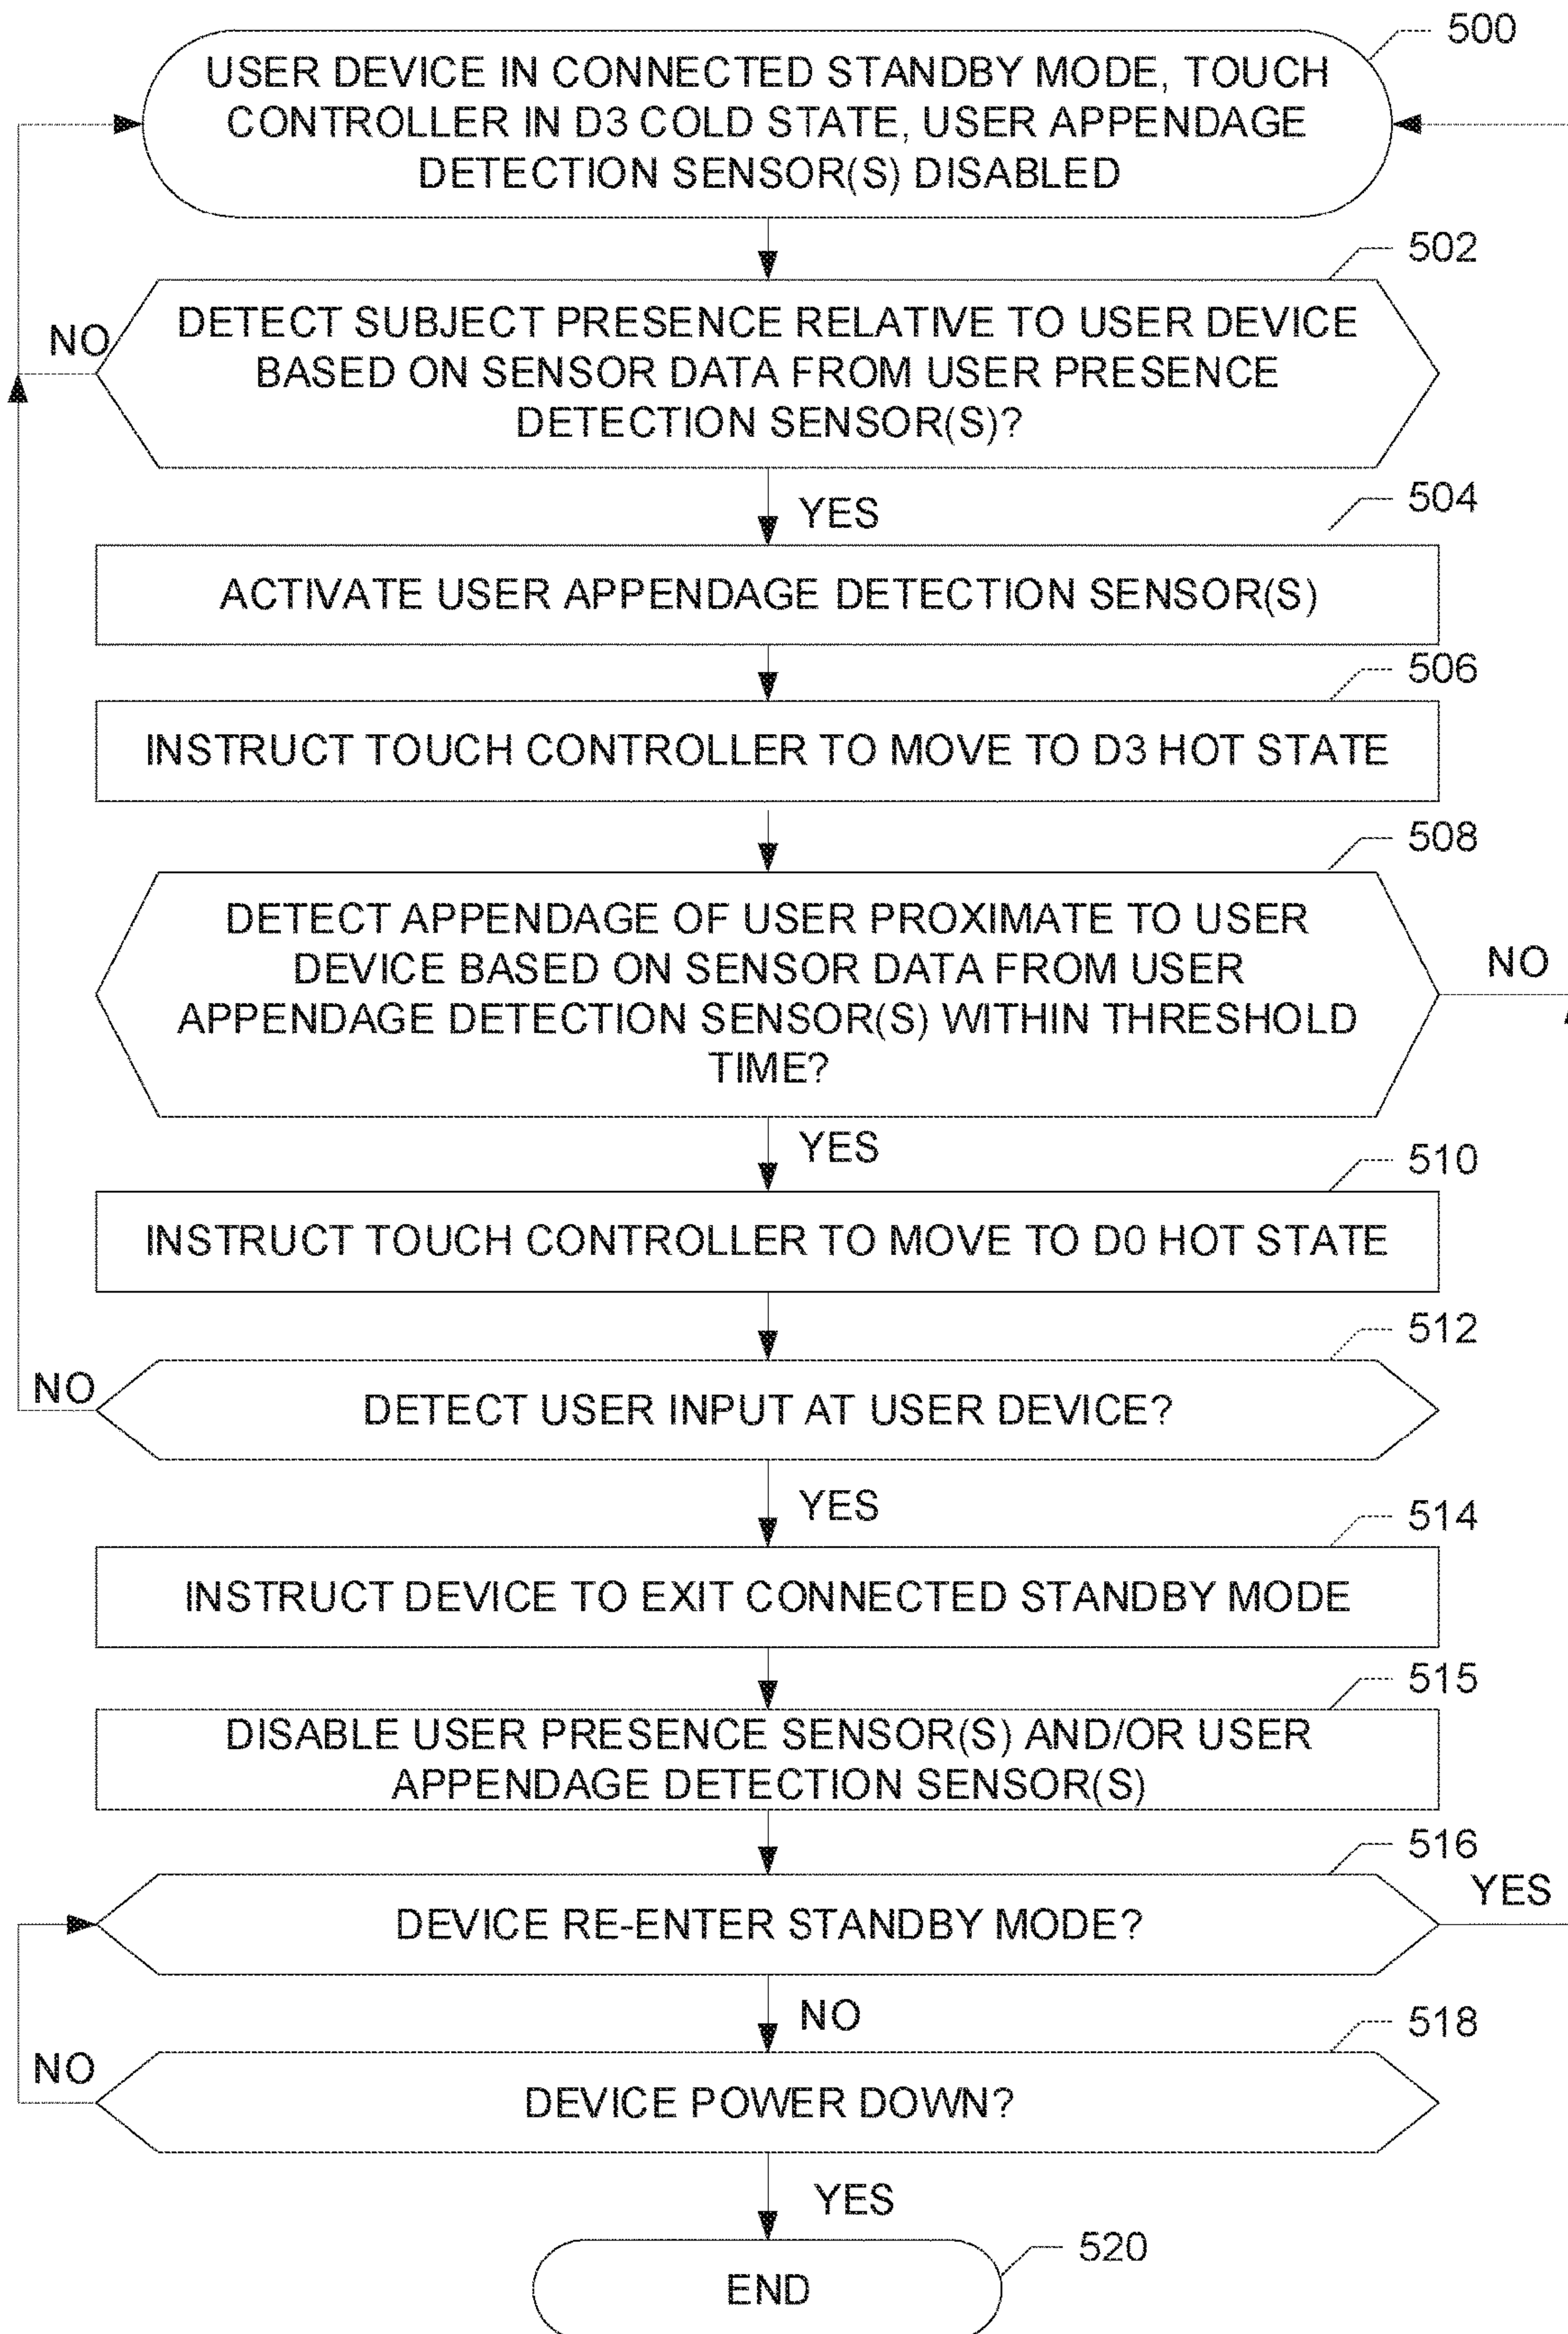 500
USER DEVICE IN CONNECTED STANDBY MODE, TOUCH
CONTROLLER IN D3 COLD STATE, USER APPENDAGE
DETECTION SENSOR(S) DISABLED
502
NO
DETECT SUBJECT PRESENCE RELATIVE TO USER DEVICE
BASED ON SENSOR DATA FROM USER PRESENCE
DETECTION SENSOR(S)?
YES
504
ACTIVATE USER APPENDAGE DETECTION SENSOR(S)
506
INSTRUCT TOUCH CONTROLLER TO MOVE TO D3 HOT STATE
508
DETECT APPENDAGE OF USER PROXIMATE TO USER
DEVICE BASED ON SENSOR DATA FROM USER
APPENDAGE DETECTION SENSOR(S) WITHIN THRESHOLD
TIME?
NO
YES
510
INSTRUCT TOUCH CONTROLLER TO MOVE TO D0 HOT STATE
512
NO
DETECT USER INPUT AT USER DEVICE?
YES
514
INSTRUCT DEVICE TO EXIT CONNECTED STANDBY MODE
515
DISABLE USER PRESENCE SENSOR(S) AND/OR USER
APPENDAGE DETECTION SENSOR(S)
516
DEVICE RE-ENTER STANDBY MODE?
YES
NO
518
NO
DEVICE POWER DOWN?
YES
520
END